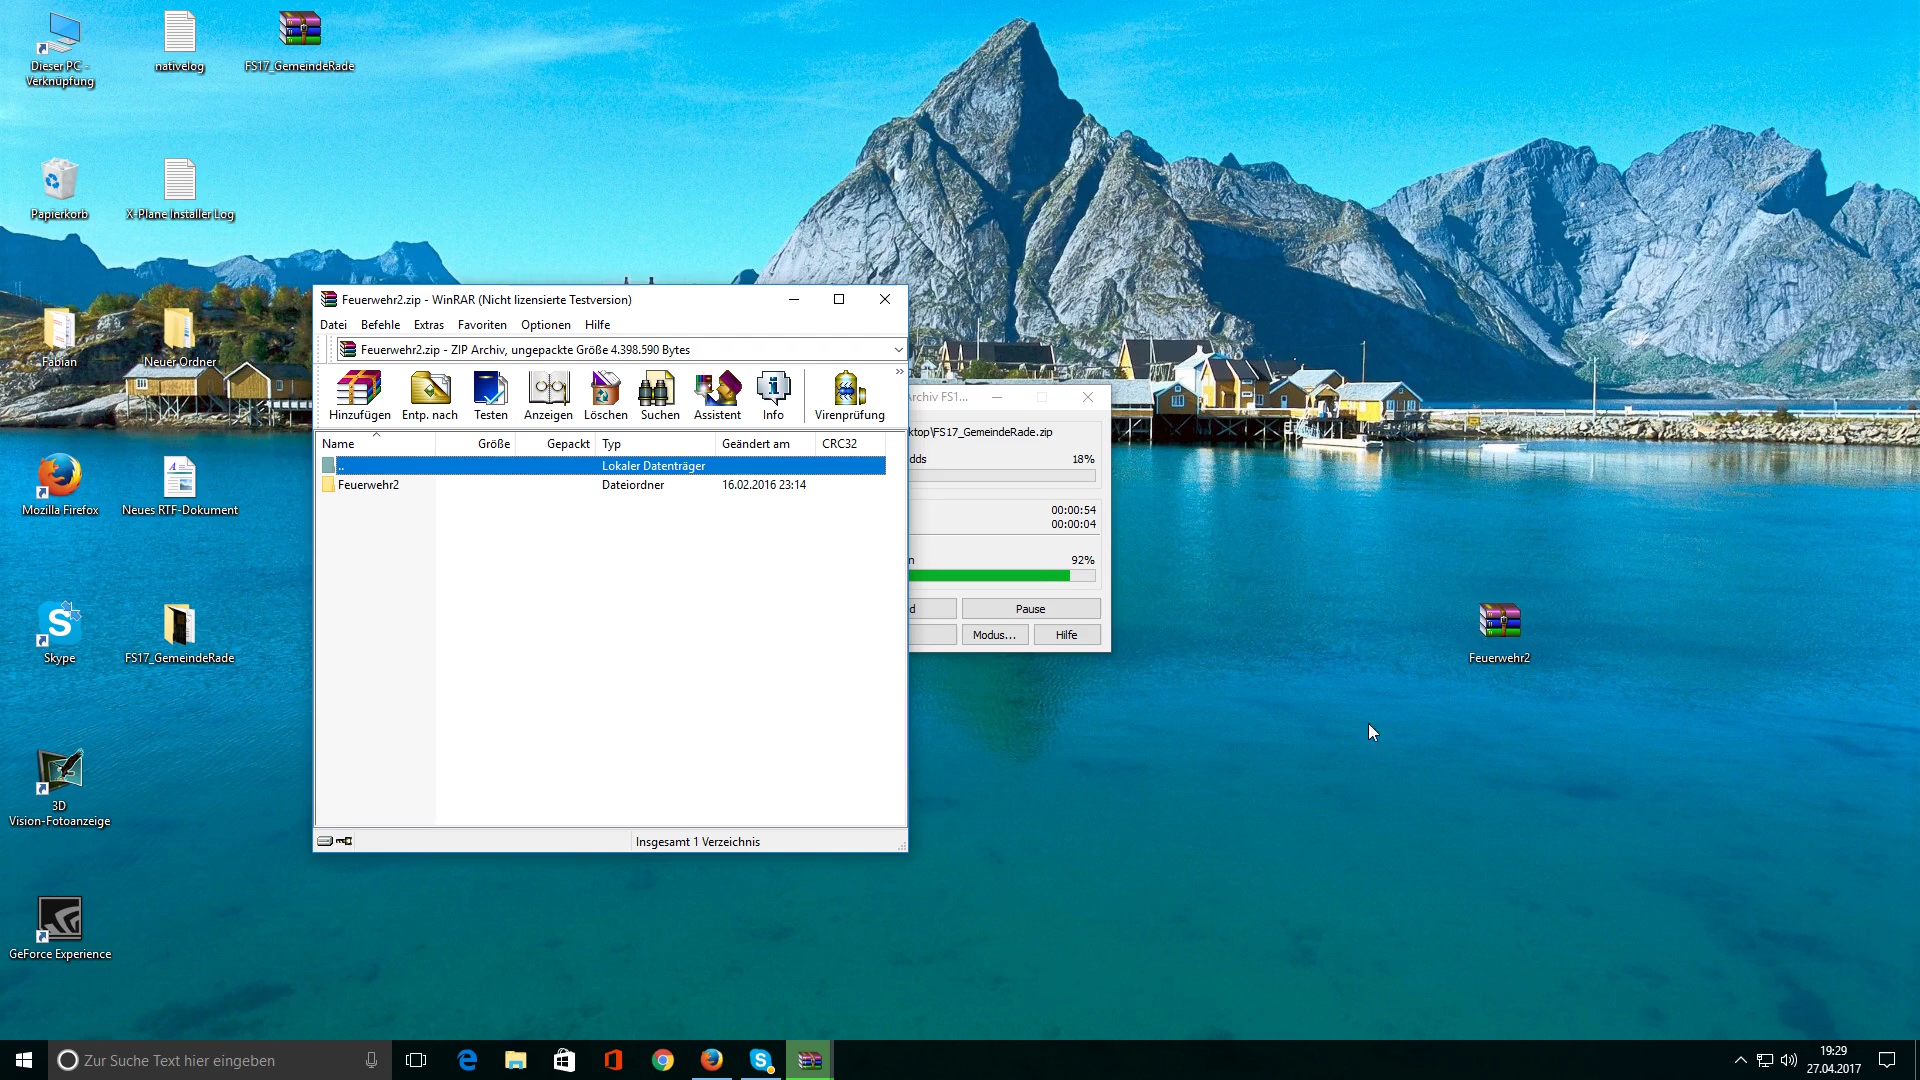 Dieser PC -
Verknüpfung
nativelog
FS17_GemeindeRade
Papierkorb
X-Plane Installer Log
Fabian
Neuer Ordner
Mozilla Firefox
Neues RTF-Dokument
Skype
FS17_GemeindeRade
3D
Vision-Fotoanzeige
GeForce Experience
Feuerwehr2.zip - WinRAR (Nicht lizensierte Testversion)
Datei Befehle Extras Favoriten Optionen Hilfe
Feuerwehr2.zip - ZIP Archiv, ungepackte Größe 4.398.590 Bytes
Hinzufügen Entp. nach Testen Anzeigen Löschen Suchen Assistent Info Virenprüfung
Name Größe Gepackt Typ Geändert am CRC32
.. Lokaler Datenträger
Feuerwehr2 Dateiordner 16.02.2016 23:14
Insgesamt 1 Verzeichnis
Archiv FS1...
ktop\FS17_GemeindeRade.zip
dds 18%
00:00:54
00:00:04
n 92%
d Pause
Modus... Hilfe
Feuerwehr2
Zur Suche Text hier eingeben
19:29
27.04.2017